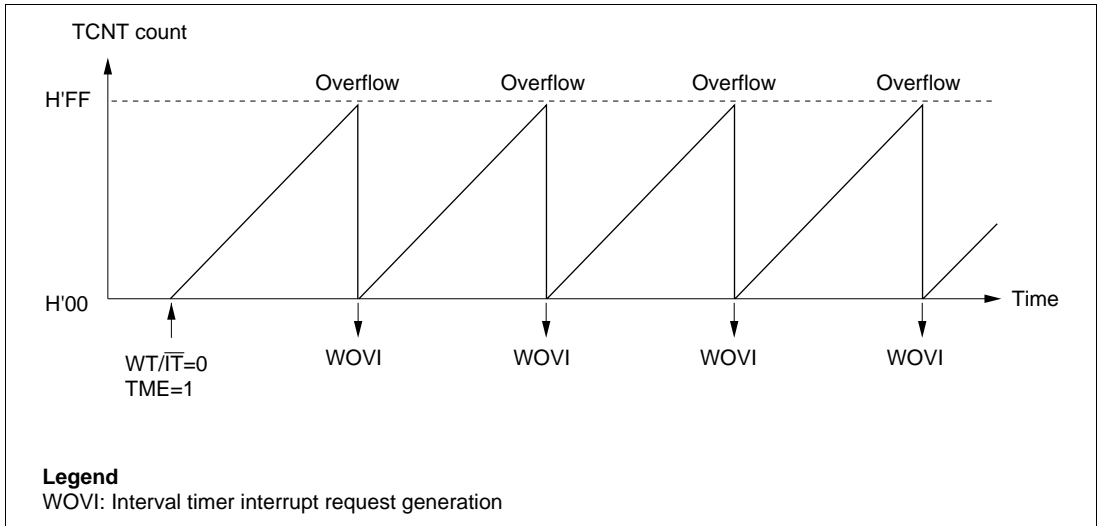 TCNT count
Overflow Overflow Overflow Overflow
H'FF
H'00
Time
WT/I̅T̅=0
TME=1
WOVI WOVI WOVI WOVI
Legend
WOVI: Interval timer interrupt request generation